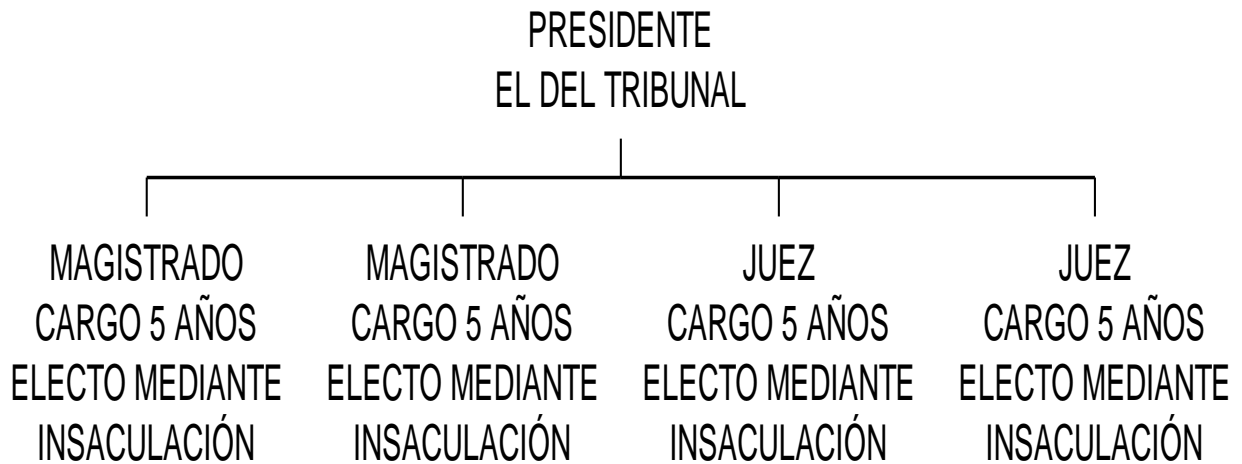 PRESIDENTE
EL DEL TRIBUNAL
MAGISTRADO
CARGO 5 AÑOS
ELECTO MEDIANTE
INSACULACIÓN
MAGISTRADO
CARGO 5 AÑOS
ELECTO MEDIANTE
INSACULACIÓN
JUEZ
CARGO 5 AÑOS
ELECTO MEDIANTE
INSACULACIÓN
JUEZ
CARGO 5 AÑOS
ELECTO MEDIANTE
INSACULACIÓN